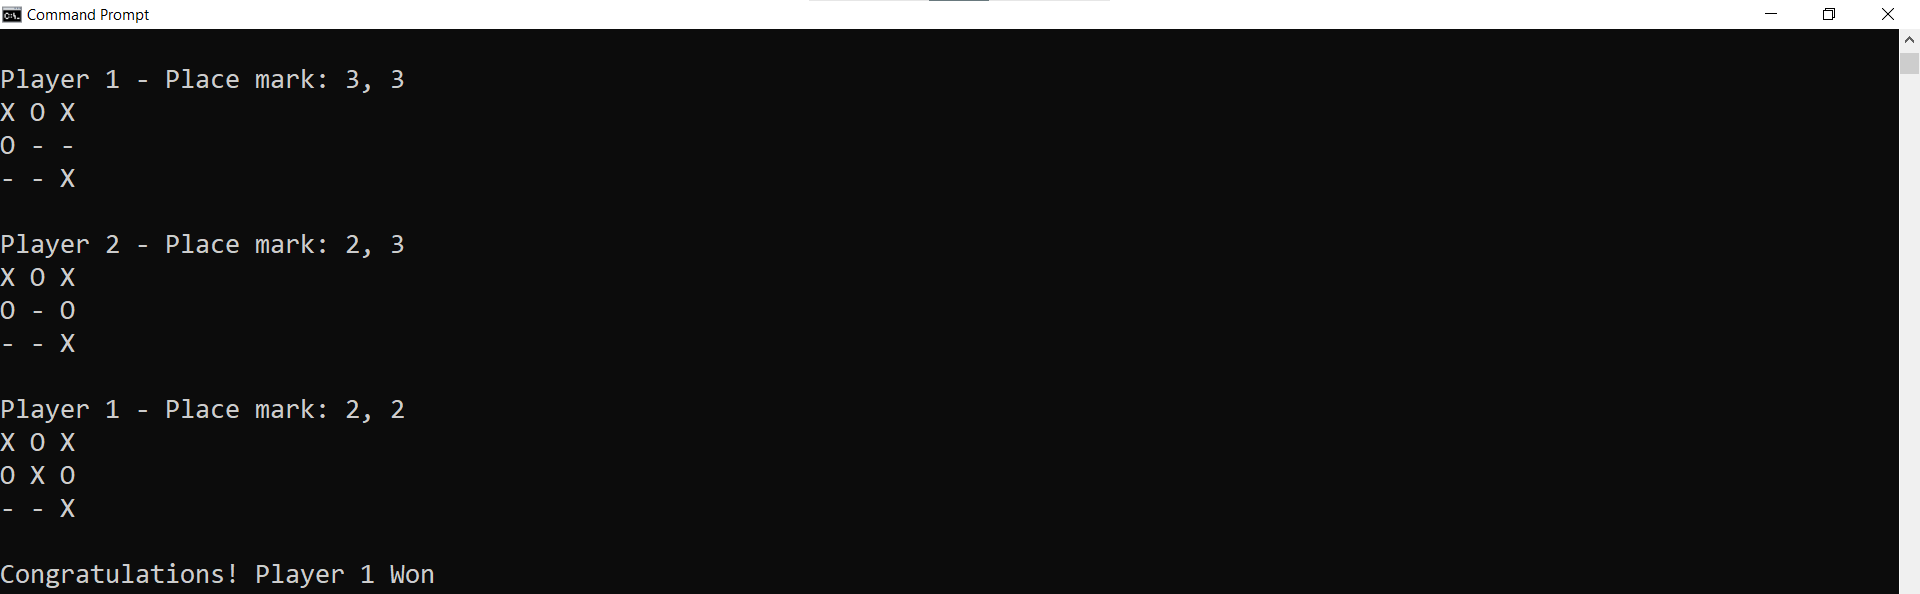 Command Prompt
Player 1 - Place mark: 3, 3
X O X
O - -
- - X
Player 2 - Place mark: 2, 3
X O X
O - O
- - X
Player 1 - Place mark: 2, 2
X O X
O X O
- - X
Congratulations! Player 1 Won